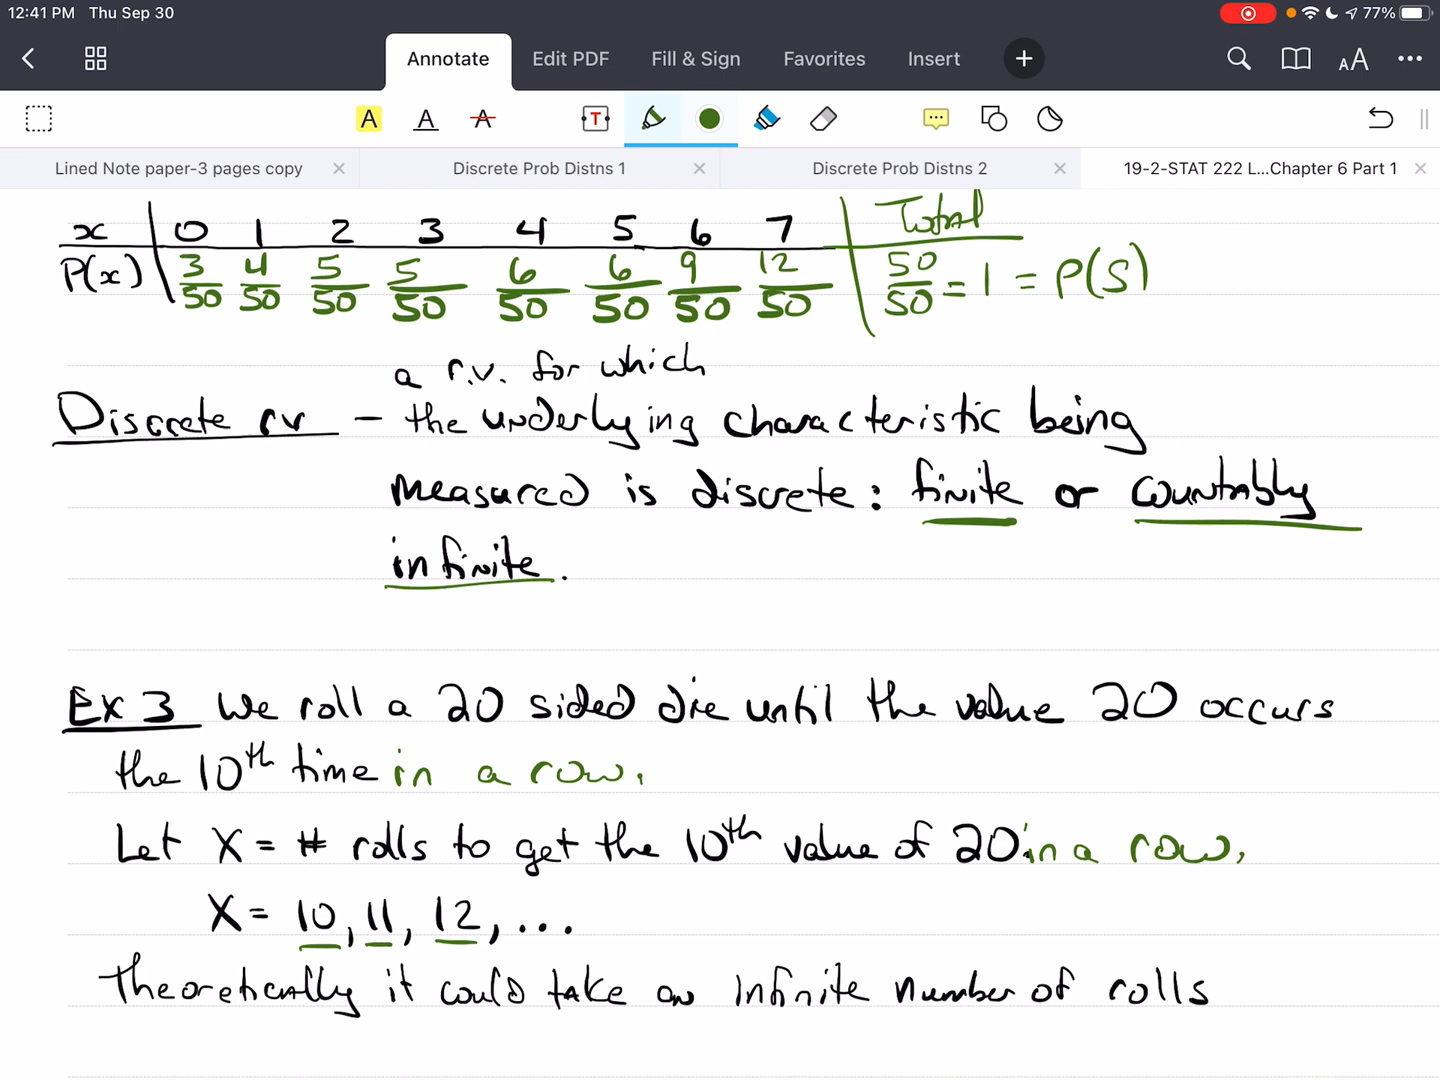 12:41 PM Thu Sep 30 77%
Annotate Edit PDF Fill & Sign Favorites Insert
A A A T AA
Lined Note paper-3 pages copy Discrete Prob Distns 1 Discrete Prob Distns 2 19-2-STAT 222 L...Chapter 6 Part 1
x 0 1 2 3 4 5 6 7 Total
P(x) 3/50 4/50 5/50 5/50 6/50 6/50 9/50 12/50 50/50 = 1 = P(S)
a r.v. for which
Discrete rv – the underlying characteristic being
measured is discrete: finite or countably
infinite.
Ex 3 We roll a 20 sided die until the value 20 occurs
the 10th time in a row.
Let X = # rolls to get the 10th value of 20 in a row.
X = 10, 11, 12, ...
Theoretically it could take an infinite number of rolls